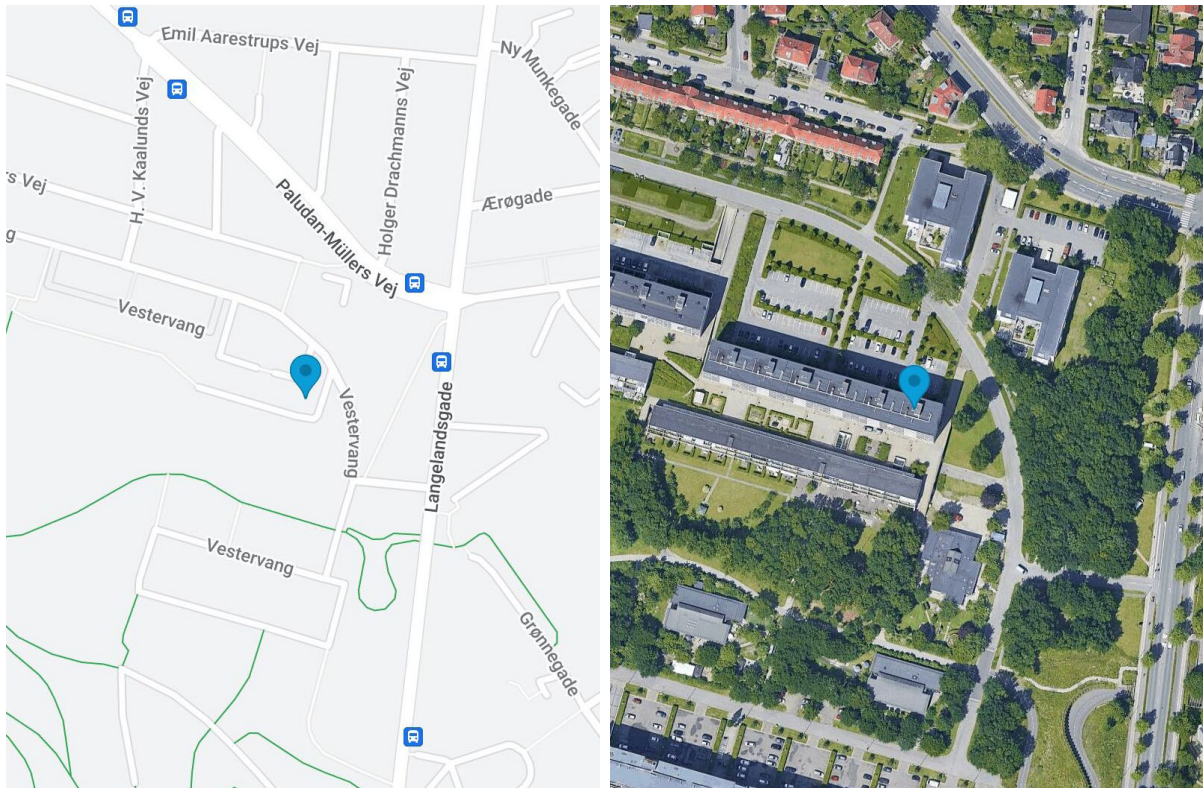 Emil Aarestrups Vej
Ny Munkegade
H. V. Kaalunds Vej
Holger Drachmanns Vej
rs Vej
Ærøgade
Paludan-Müllers Vej
g
Vestervang
Vestervang
Langelandsgade
Vestervang
Grønnegade